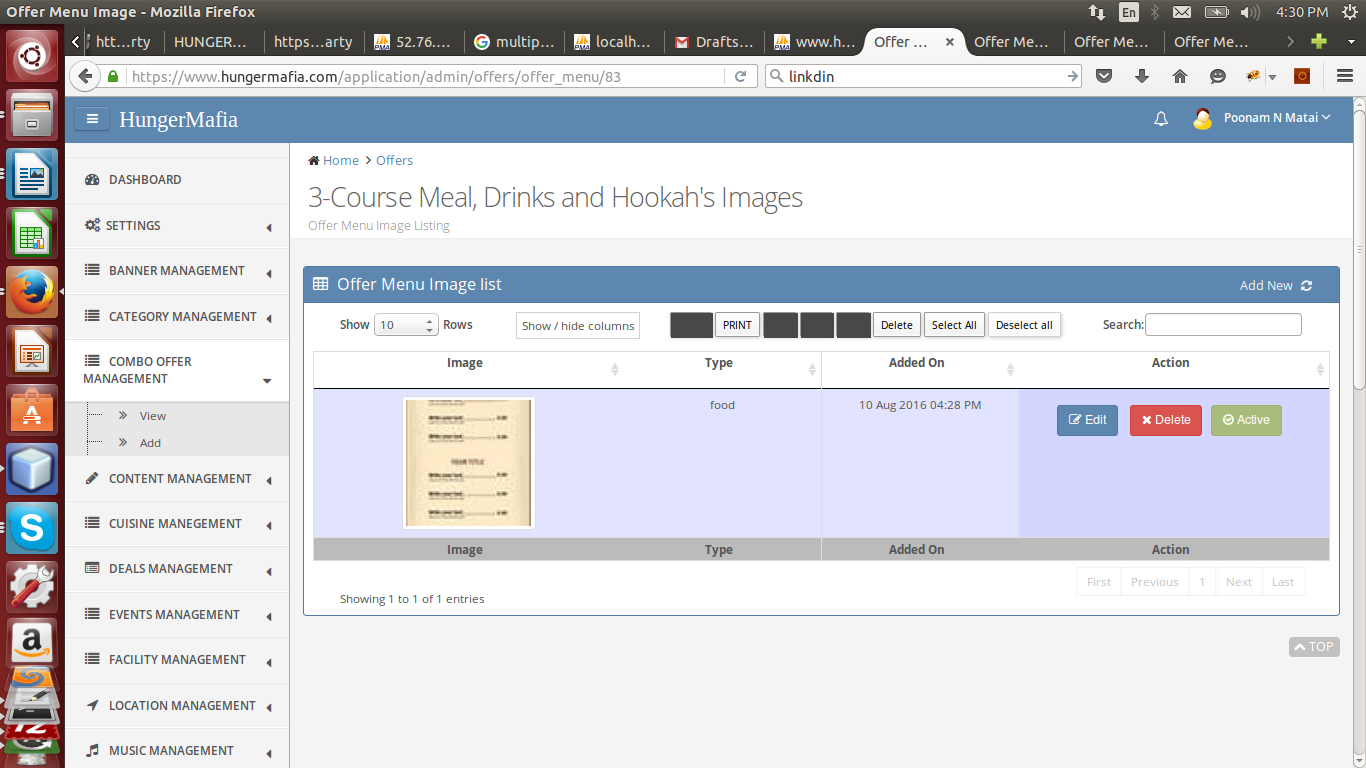 Offer Menu Image - Mozilla Firefox
En
4:30 PM
htt...rty
HUNGER...
https...arty
52.76....
multip...
localh...
Drafts...
www.h...
Offer ...
Offer Me...
Offer Me...
Offer Me...
https://www.hungermafia.com/application/admin/offers/offer_menu/83
linkdin
HungerMafia
Poonam N Matai
DASHBOARD
SETTINGS
BANNER MANAGEMENT
CATEGORY MANAGEMENT
COMBO OFFER
MANAGEMENT
View
Add
CONTENT MANAGEMENT
CUISINE MANEGEMENT
DEALS MANAGEMENT
EVENTS MANAGEMENT
FACILITY MANAGEMENT
LOCATION MANAGEMENT
MUSIC MANAGEMENT
Home > Offers
3-Course Meal, Drinks and Hookah's Images
Offer Menu Image Listing
Offer Menu Image list
Add New
Show 10 Rows
Show / hide columns
PRINT
Delete
Select All
Deselect all
Search:
Image Type Added On Action
YOUR TITLE
food
10 Aug 2016 04:28 PM
Edit
Delete
Active
Image Type Added On Action
First Previous 1 Next Last
Showing 1 to 1 of 1 entries
TOP